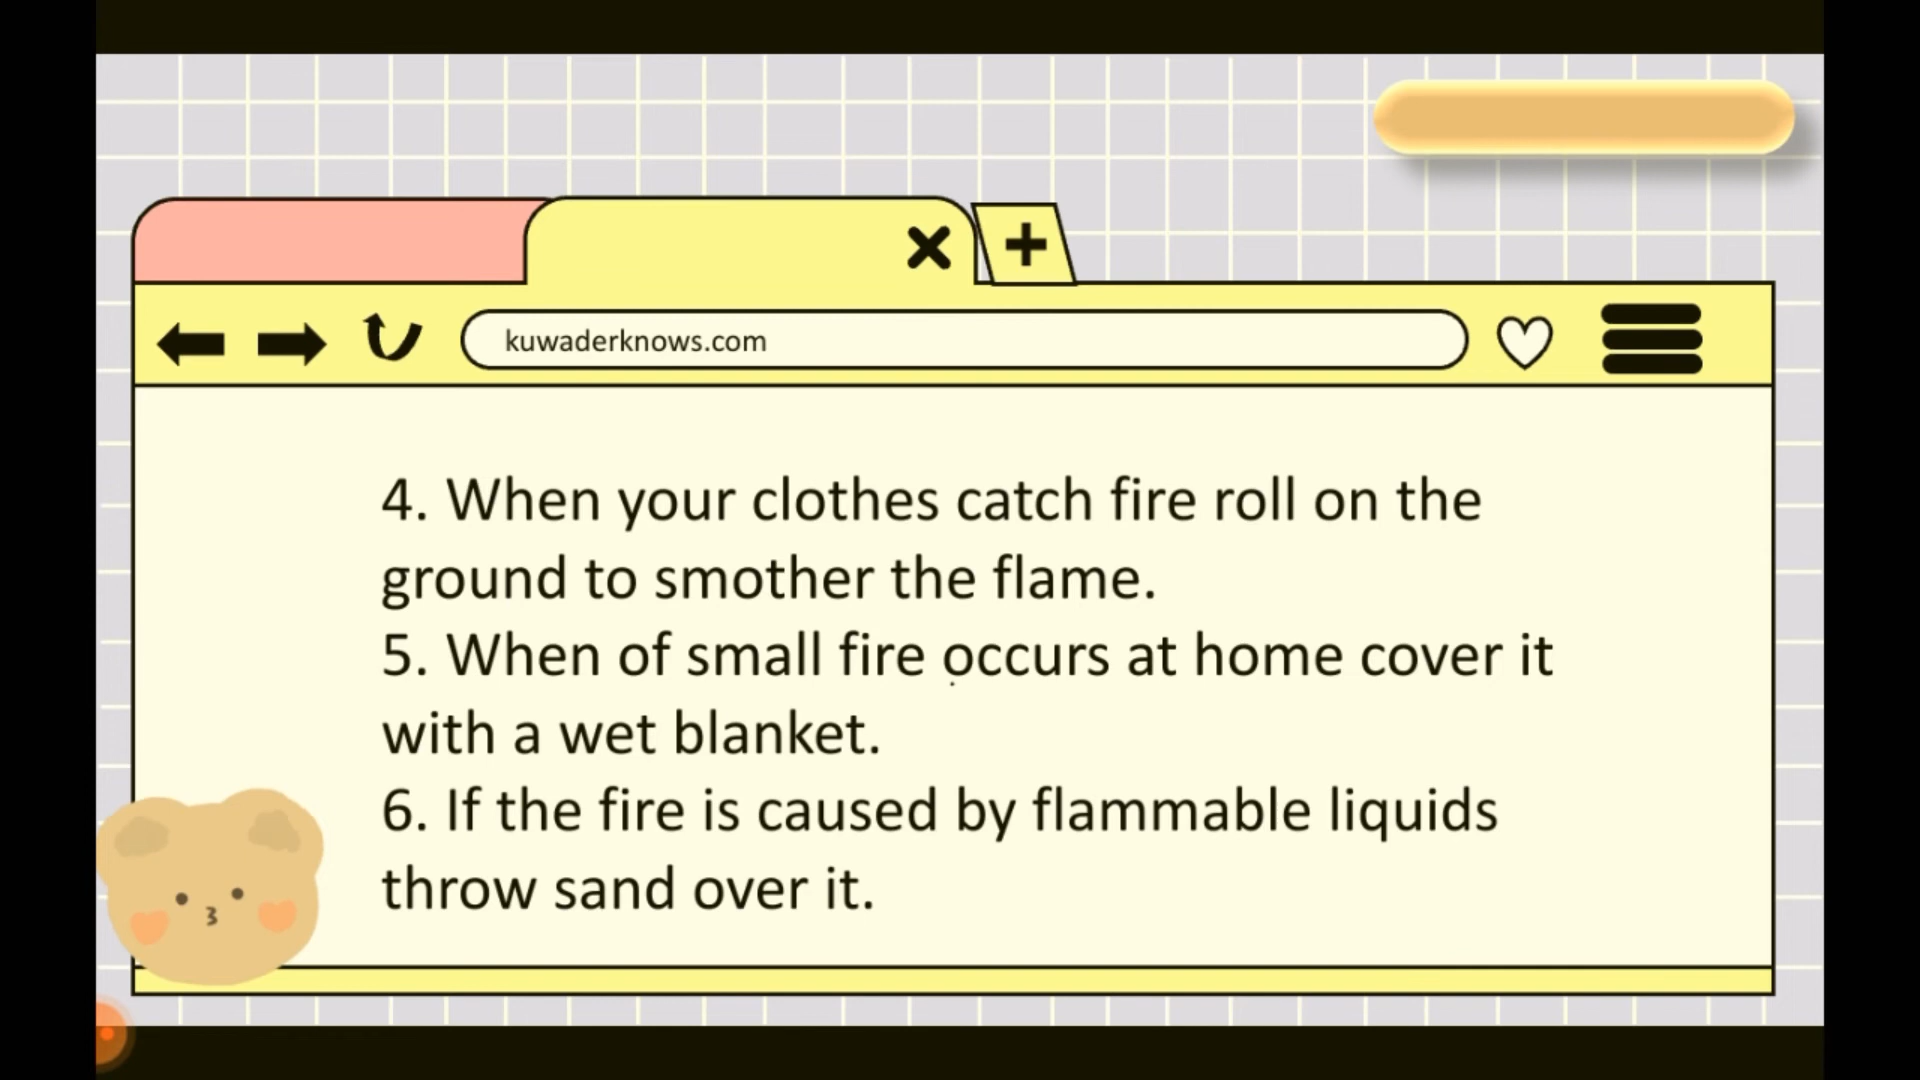 kuwaderknows.com
4. When your clothes catch fire roll on the
ground to smother the flame.
5. When of small fire occurs at home cover it
with a wet blanket.
6. If the fire is caused by flammable liquids
throw sand over it.